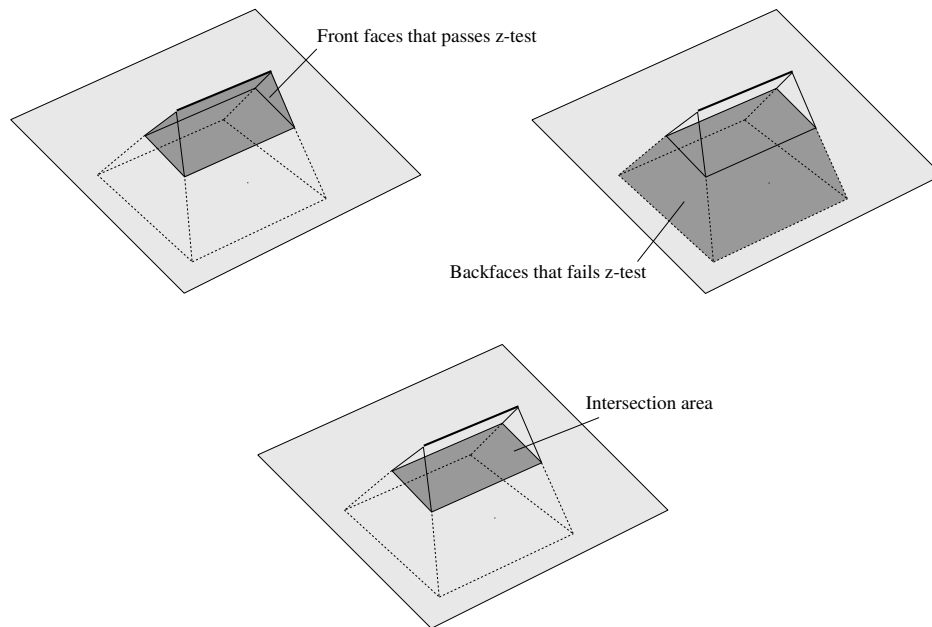 Front faces that passes z-test
Backfaces that fails z-test
Intersection area